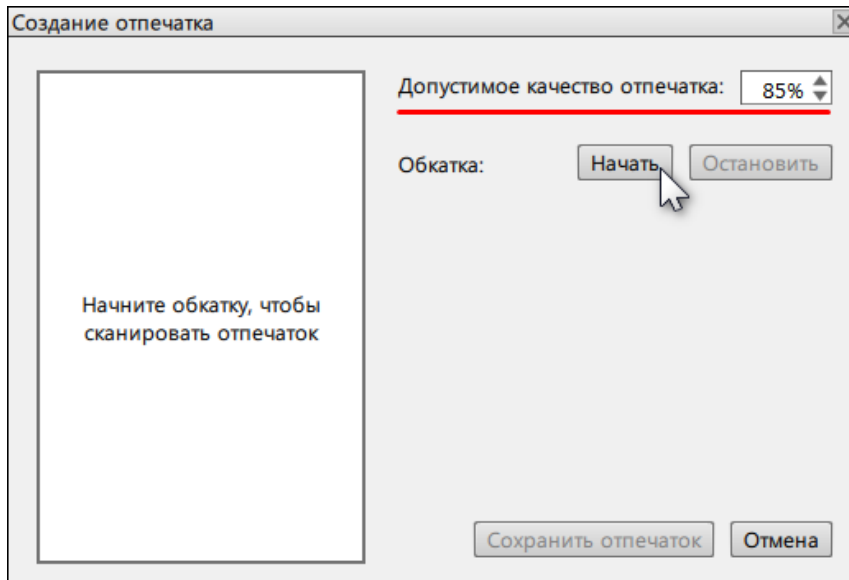 Создание отпечатка
Допустимое качество отпечатка: 85%
Обкатка: Начать Остановить
Начните обкатку, чтобы
сканировать отпечаток
Сохранить отпечаток Отмена